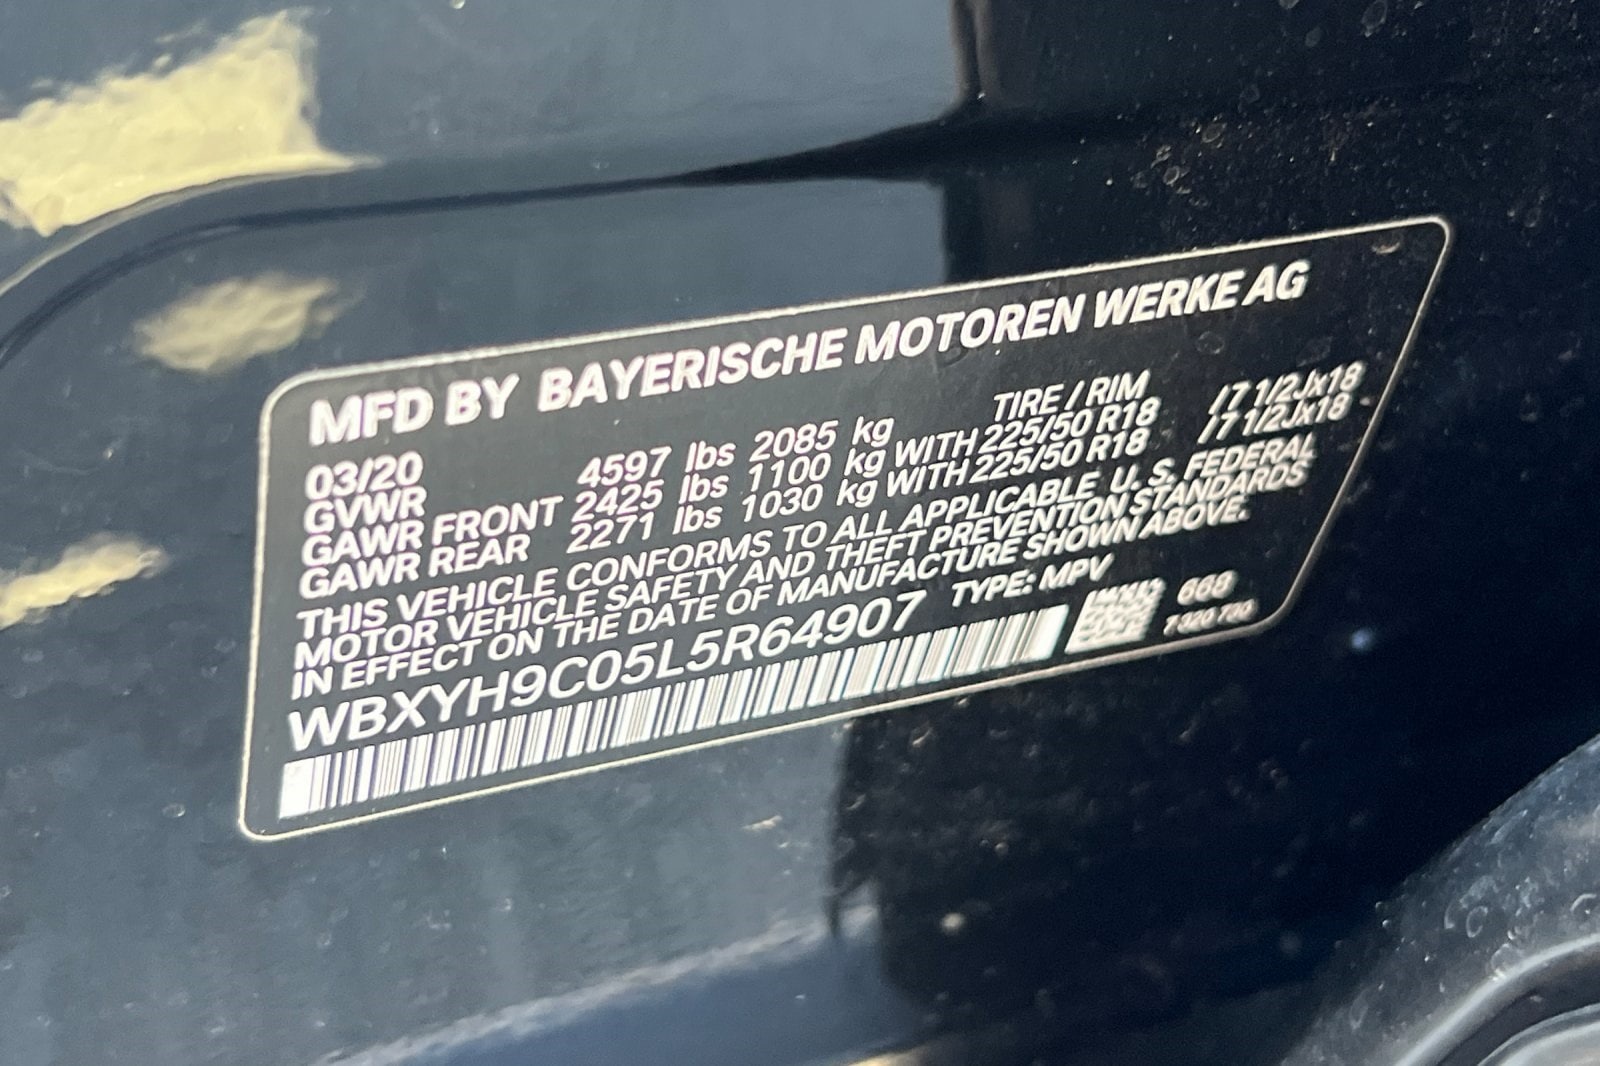 MFD BY BAYERISCHE MOTOREN WERKE AG
03/20 TIRE / RIM
GVWR 4597 lbs 2085 kg
GAWR FRONT 2425 lbs 1100 kg WITH 225/50 R18 /7 1/2Jx18
GAWR REAR 2271 lbs 1030 kg WITH 225/50 R18 /7 1/2Jx18
THIS VEHICLE CONFORMS TO ALL APPLICABLE U. S. FEDERAL
MOTOR VEHICLE SAFETY AND THEFT PREVENTION STANDARDS
IN EFFECT ON THE DATE OF MANUFACTURE SHOWN ABOVE.
WBXYH9C05L5R64907 TYPE: MPV
668